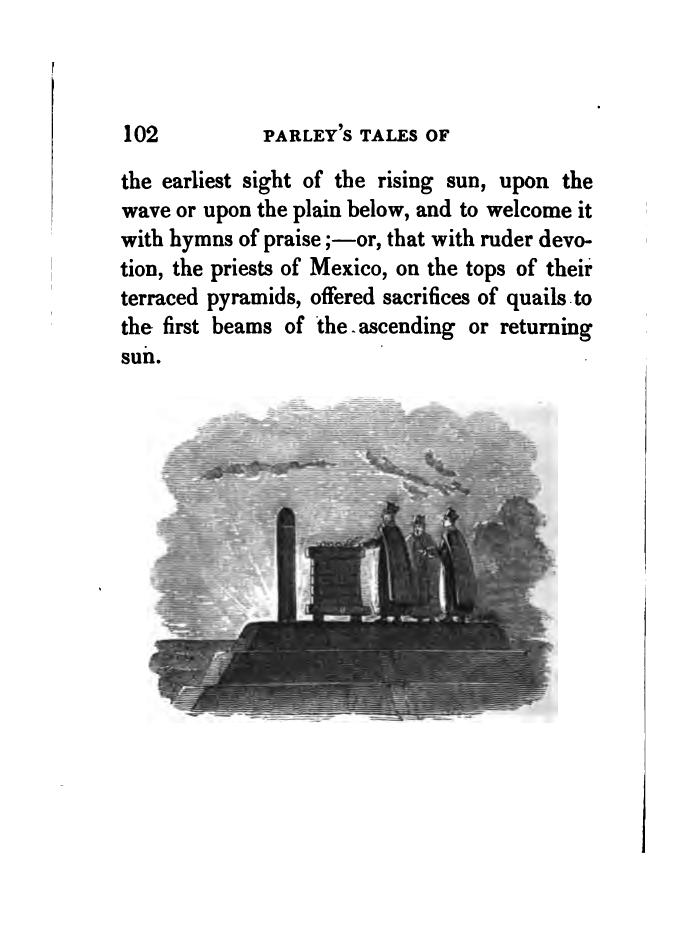 102 PARLEY'S TALES OF
the earliest sight of the rising sun, upon the
wave or upon the plain below, and to welcome it
with hymns of praise;—or, that with ruder devo-
tion, the priests of Mexico, on the tops of their
terraced pyramids, offered sacrifices of quails to
the first beams of the ascending or returning
sun.